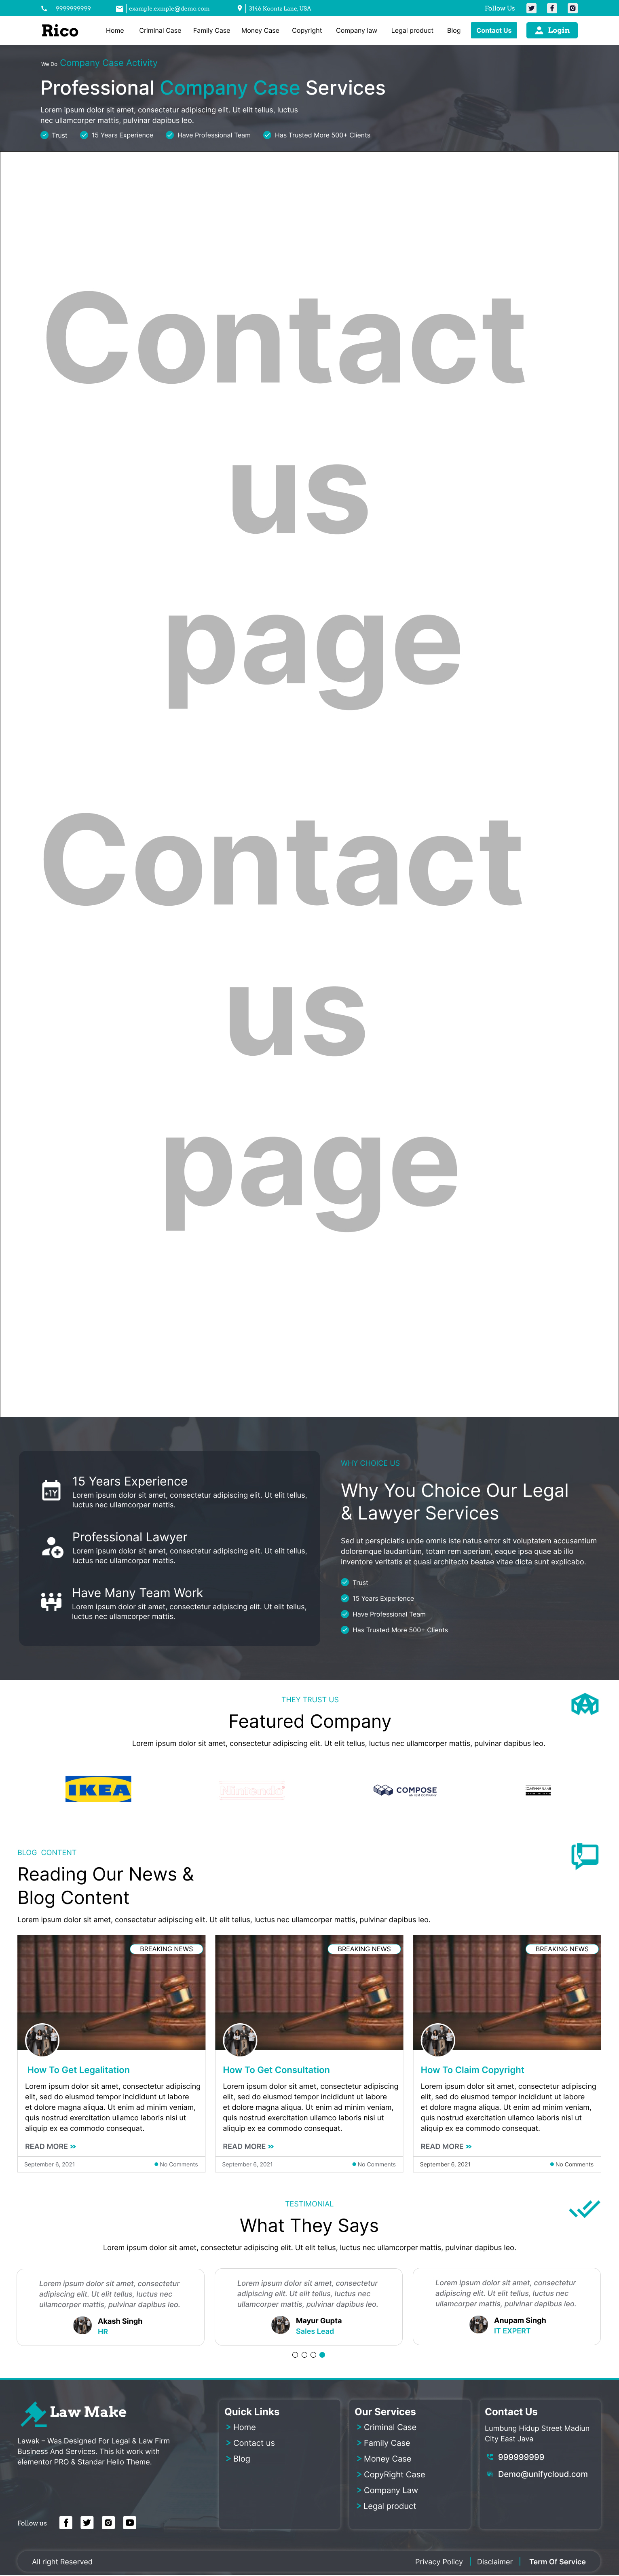 9999999999
example.exmple@demo.com
3146 Koontz Lane, USA
Follow Us
Rico
Home
Criminal Case
Family Case
Money Case
Copyright
Company law
Legal product
Blog
Contact Us
Login
We Do Company Case Activity
Professional Company Case Services
Lorem ipsum dolor sit amet, consectetur adipiscing elit. Ut elit tellus, luctus
nec ullamcorper mattis, pulvinar dapibus leo.
Trust
15 Years Experience
Have Professional Team
Has Trusted More 500+ Clients
Contact
us
page
Contact
us
page
15 Years Experience
Lorem ipsum dolor sit amet, consectetur adipiscing elit. Ut elit tellus,
luctus nec ullamcorper mattis.
Professional Lawyer
Lorem ipsum dolor sit amet, consectetur adipiscing elit. Ut elit tellus,
luctus nec ullamcorper mattis.
Have Many Team Work
Lorem ipsum dolor sit amet, consectetur adipiscing elit. Ut elit tellus,
luctus nec ullamcorper mattis.
WHY CHOICE US
Why You Choice Our Legal
& Lawyer Services
Sed ut perspiciatis unde omnis iste natus error sit voluptatem accusantium
doloremque laudantium, totam rem aperiam, eaque ipsa quae ab illo
inventore veritatis et quasi architecto beatae vitae dicta sunt explicabo.
Trust
15 Years Experience
Have Professional Team
Has Trusted More 500+ Clients
THEY TRUST US
Featured Company
Lorem ipsum dolor sit amet, consectetur adipiscing elit. Ut elit tellus, luctus nec ullamcorper mattis, pulvinar dapibus leo.
IKEA
Nintendo
COMPOSE
AN IBM COMPANY
COMPANY NAME
BLOG CONTENT
Reading Our News &
Blog Content
Lorem ipsum dolor sit amet, consectetur adipiscing elit. Ut elit tellus, luctus nec ullamcorper mattis, pulvinar dapibus leo.
BREAKING NEWS
How To Get Legalitation
Lorem ipsum dolor sit amet, consectetur adipiscing
elit, sed do eiusmod tempor incididunt ut labore
et dolore magna aliqua. Ut enim ad minim veniam,
quis nostrud exercitation ullamco laboris nisi ut
aliquip ex ea commodo consequat.
READ MORE
September 6, 2021
No Comments
BREAKING NEWS
How To Get Consultation
Lorem ipsum dolor sit amet, consectetur adipiscing
elit, sed do eiusmod tempor incididunt ut labore
et dolore magna aliqua. Ut enim ad minim veniam,
quis nostrud exercitation ullamco laboris nisi ut
aliquip ex ea commodo consequat.
READ MORE
September 6, 2021
No Comments
BREAKING NEWS
How To Claim Copyright
Lorem ipsum dolor sit amet, consectetur adipiscing
elit, sed do eiusmod tempor incididunt ut labore
et dolore magna aliqua. Ut enim ad minim veniam,
quis nostrud exercitation ullamco laboris nisi ut
aliquip ex ea commodo consequat.
READ MORE
September 6, 2021
No Comments
TESTIMONIAL
What They Says
Lorem ipsum dolor sit amet, consectetur adipiscing elit. Ut elit tellus, luctus nec ullamcorper mattis, pulvinar dapibus leo.
Lorem ipsum dolor sit amet, consectetur
adipiscing elit. Ut elit tellus, luctus nec
ullamcorper mattis, pulvinar dapibus leo.
Akash Singh
HR
Lorem ipsum dolor sit amet, consectetur
adipiscing elit. Ut elit tellus, luctus nec
ullamcorper mattis, pulvinar dapibus leo.
Mayur Gupta
Sales Lead
Lorem ipsum dolor sit amet, consectetur
adipiscing elit. Ut elit tellus, luctus nec
ullamcorper mattis, pulvinar dapibus leo.
Anupam Singh
IT EXPERT
Law Make
Lawak – Was Designed For Legal & Law Firm
Business And Services. This kit work with
elementor PRO & Standar Hello Theme.
Follow us
Quick Links
Home
Contact us
Blog
Our Services
Criminal Case
Family Case
Money Case
CopyRight Case
Company Law
Legal product
Contact Us
Lumbung Hidup Street Madiun
City East Java
999999999
Demo@unifycloud.com
All right Reserved
Privacy Policy
Disclaimer
Term Of Service